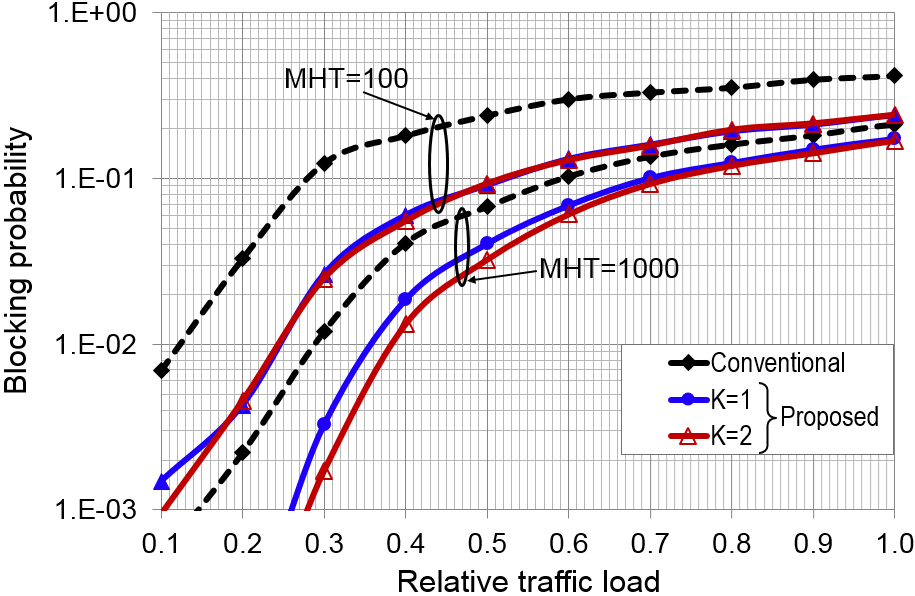 1.E+00
1.E-01
1.E-02
1.E-03
Blocking probability
MHT=100
MHT=1000
Conventional
K=1
K=2
Proposed
0.1 0.2 0.3 0.4 0.5 0.6 0.7 0.8 0.9 1.0
Relative traffic load